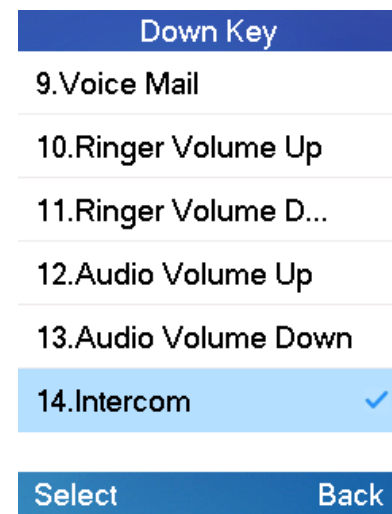 Down Key
9.Voice Mail
10.Ringer Volume Up
11.Ringer Volume D...
12.Audio Volume Up
13.Audio Volume Down
14.Intercom
Select Back